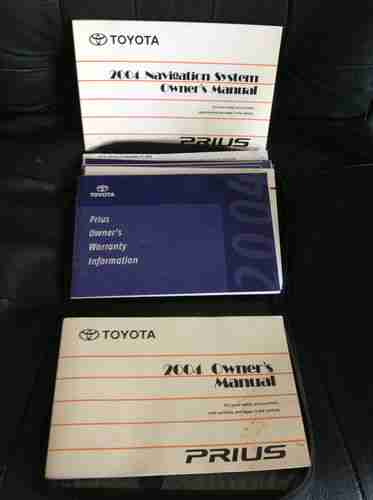 TOYOTA
2004 Navigation System
Owner's Manual
PRIUS
TOYOTA
Prius
Owner's
Warranty
Information
2004
TOYOTA
2004 Owner's
Manual
PRIUS